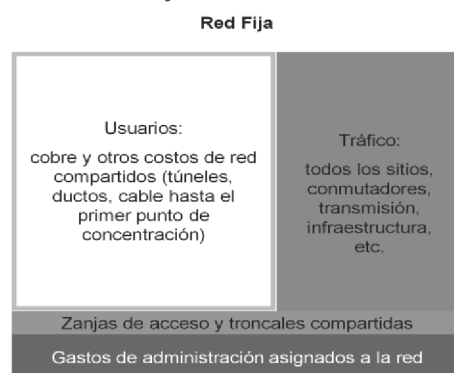 Red Fija
Usuarios:
cobre y otros costos de red
compartidos (túneles,
ductos, cable hasta el
primer punto de
concentración)
Tráfico:
todos los sitios,
conmutadores,
transmisión,
infraestructura,
etc.
Zanjas de acceso y troncales compartidas
Gastos de administración asignados a la red